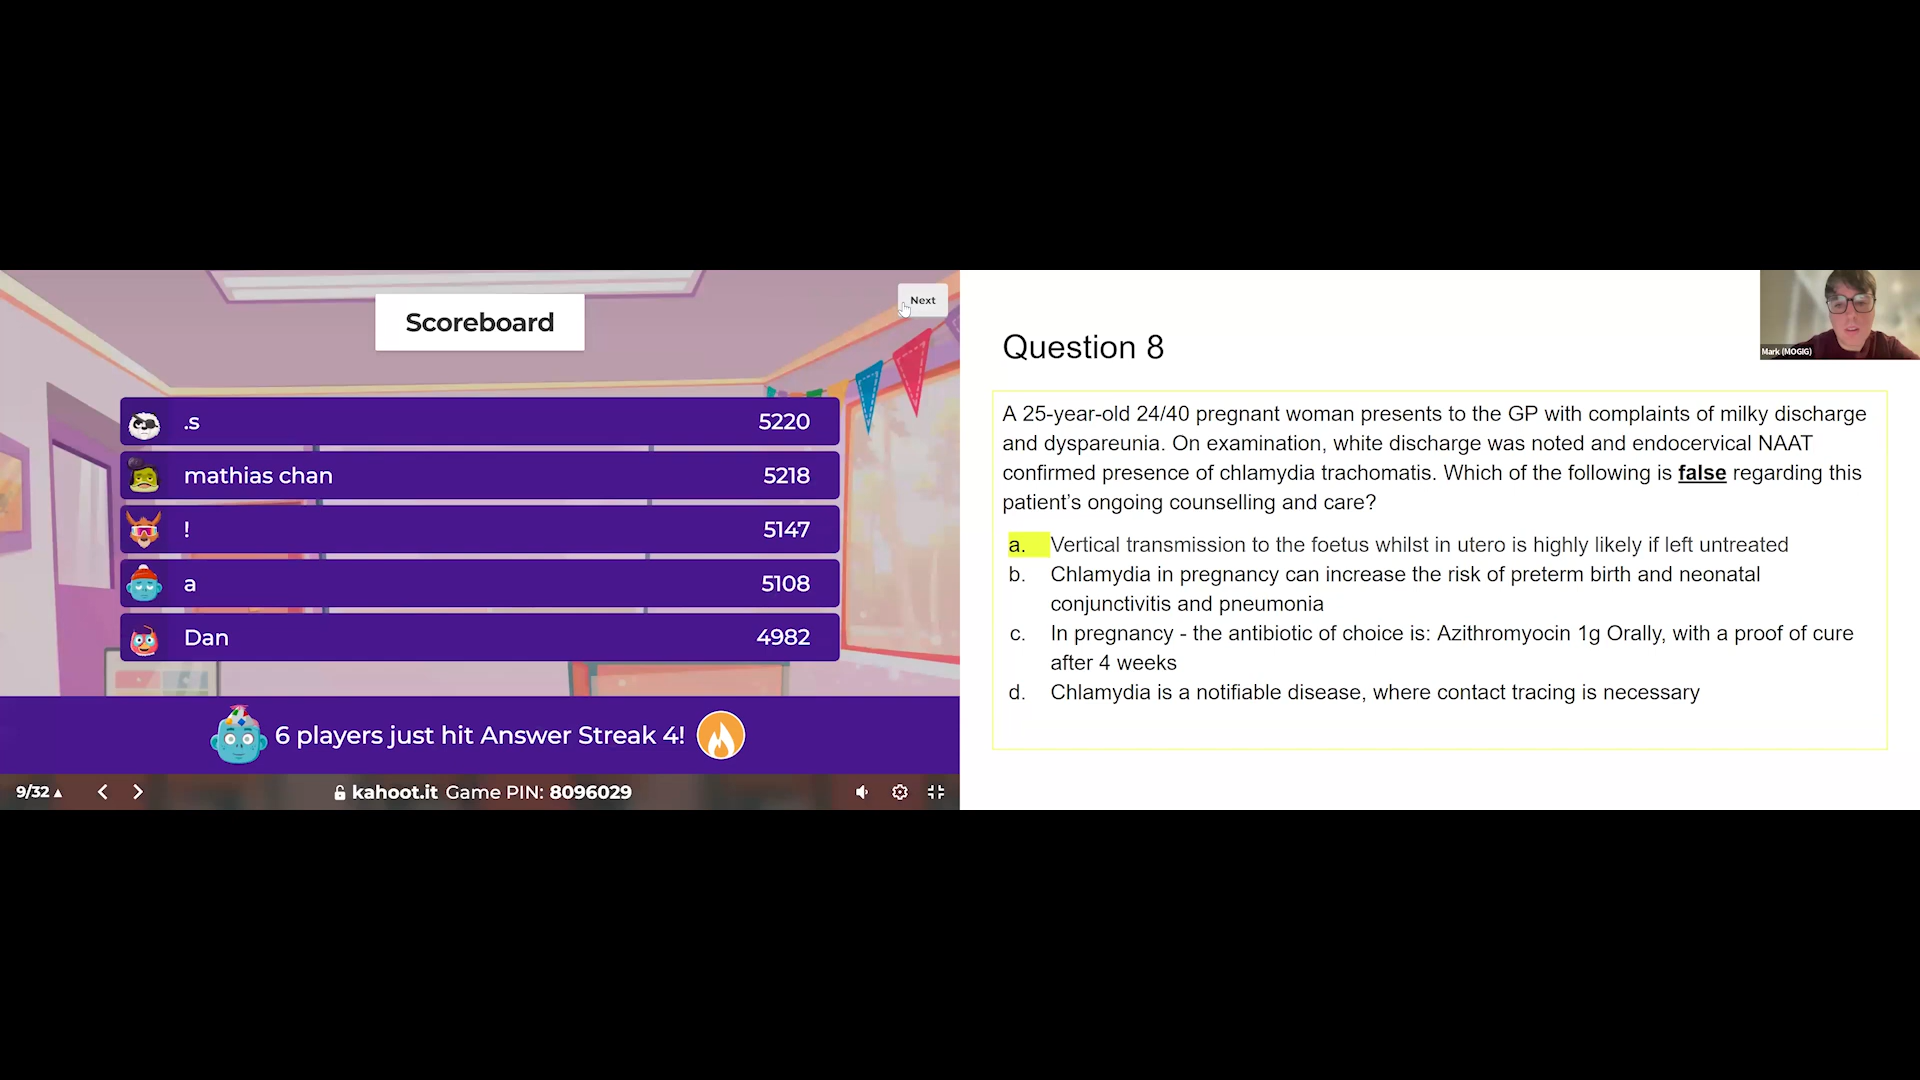 Scoreboard
Next
.s 5220
mathias chan 5218
! 5147
a 5108
Dan 4982
6 players just hit Answer Streak 4!
9/32
kahoot.it Game PIN: 8096029
Mark (MOGIG)
Question 8
A 25-year-old 24/40 pregnant woman presents to the GP with complaints of milky discharge
and dyspareunia. On examination, white discharge was noted and endocervical NAAT
confirmed presence of chlamydia trachomatis. Which of the following is false regarding this
patient's ongoing counselling and care?
a. Vertical transmission to the foetus whilst in utero is highly likely if left untreated
b. Chlamydia in pregnancy can increase the risk of preterm birth and neonatal
conjunctivitis and pneumonia
c. In pregnancy - the antibiotic of choice is: Azithromyocin 1g Orally, with a proof of cure
after 4 weeks
d. Chlamydia is a notifiable disease, where contact tracing is necessary